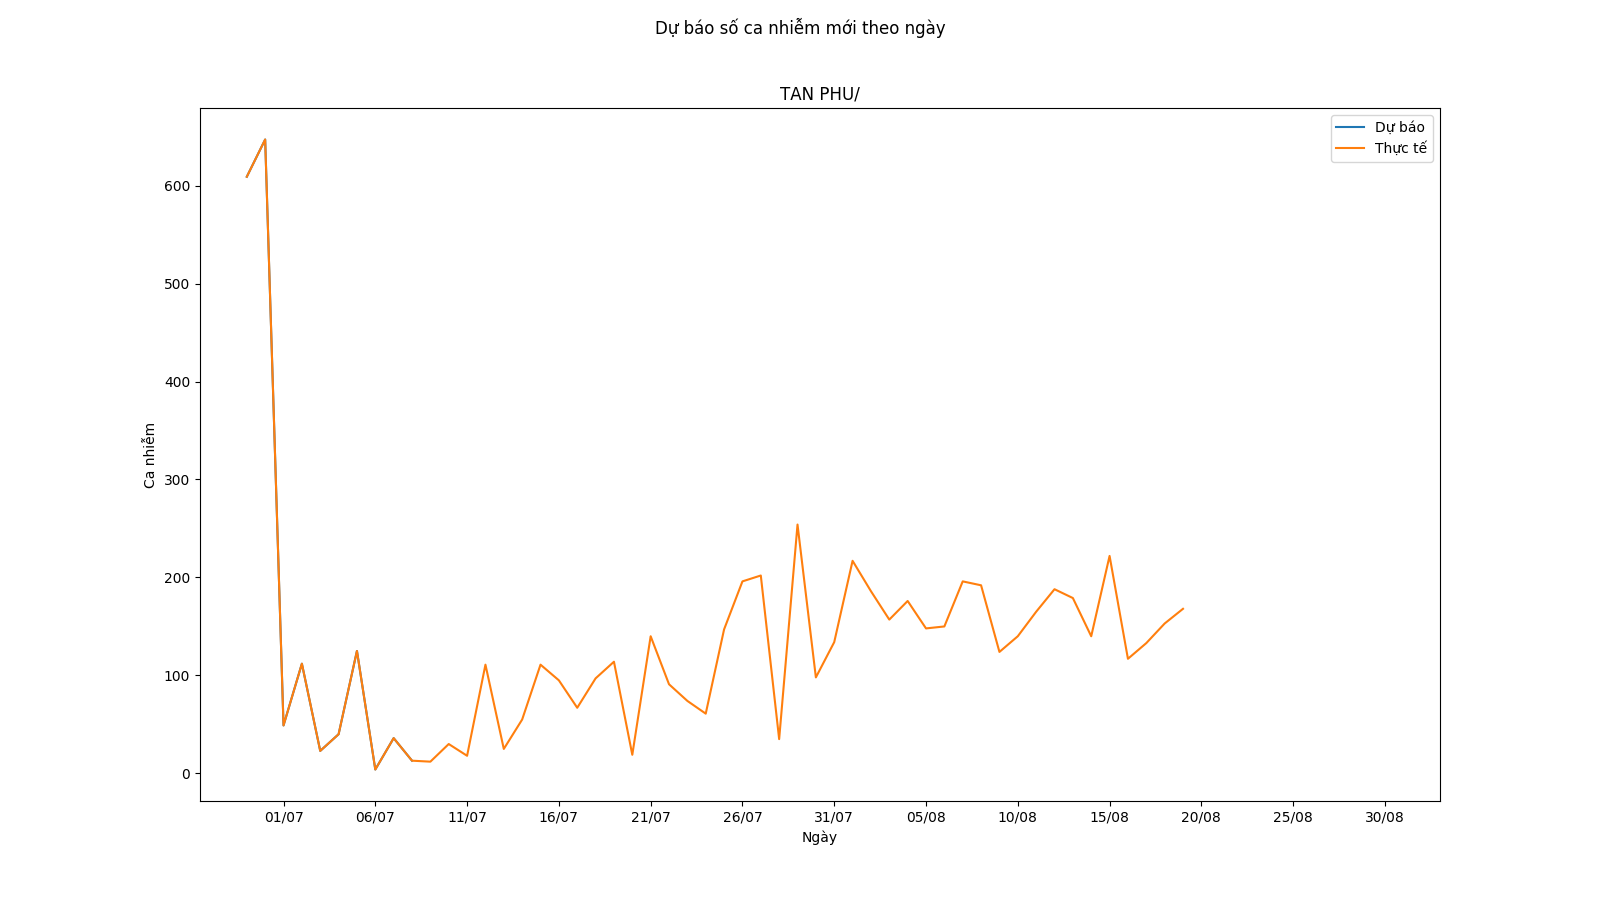 Dự báo số ca nhiễm mới theo ngày
TAN PHU/
Dự báo
Thực tế
600
500
400
300
200
100
0
Ca nhiễm
01/07 06/07 11/07 16/07 21/07 26/07 31/07 05/08 10/08 15/08 20/08 25/08 30/08
Ngày